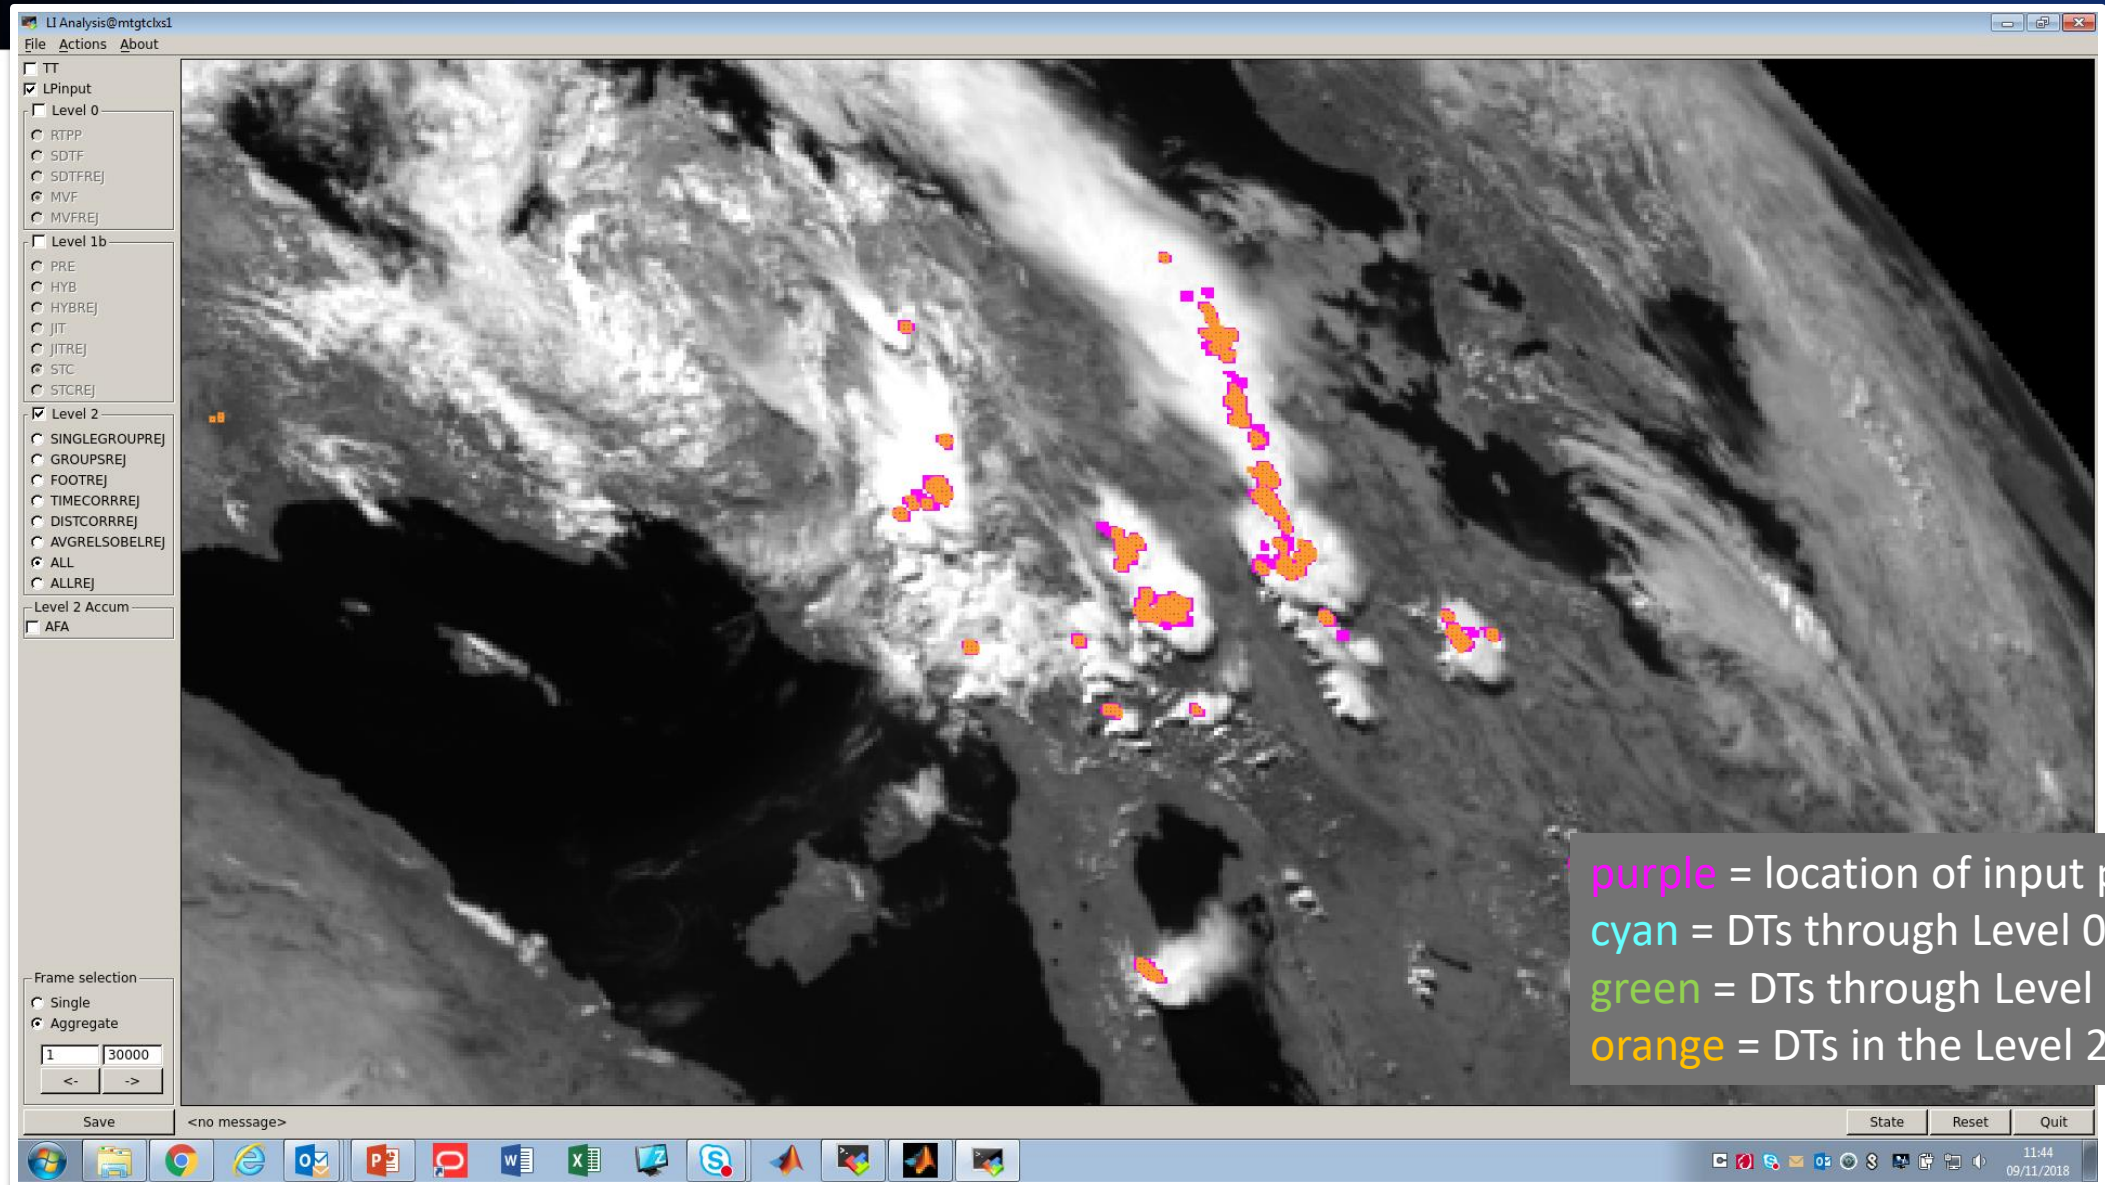 LI Analysis@mtgtclxs1
File Actions About
TT
LPinput
Level 0
RTPP
SDTF
SDTFREJ
MVF
MVFREJ
Level 1b
PRE
HYB
HYBREJ
JIT
JITREJ
STC
STCREJ
Level 2
SINGLEGROUPREJ
GROUPSREJ
FOOTREJ
TIMECORRREJ
DISTCORRREJ
AVGRELSOBELREJ
ALL
ALLREJ
Level 2 Accum
AFA
purple = location of input p
cyan = DTs through Level 0
green = DTs through Level
orange = DTs in the Level 2
Frame selection
Single
Aggregate
1 30000
<- ->
Save <no message> State Reset Quit
11:44
09/11/2018